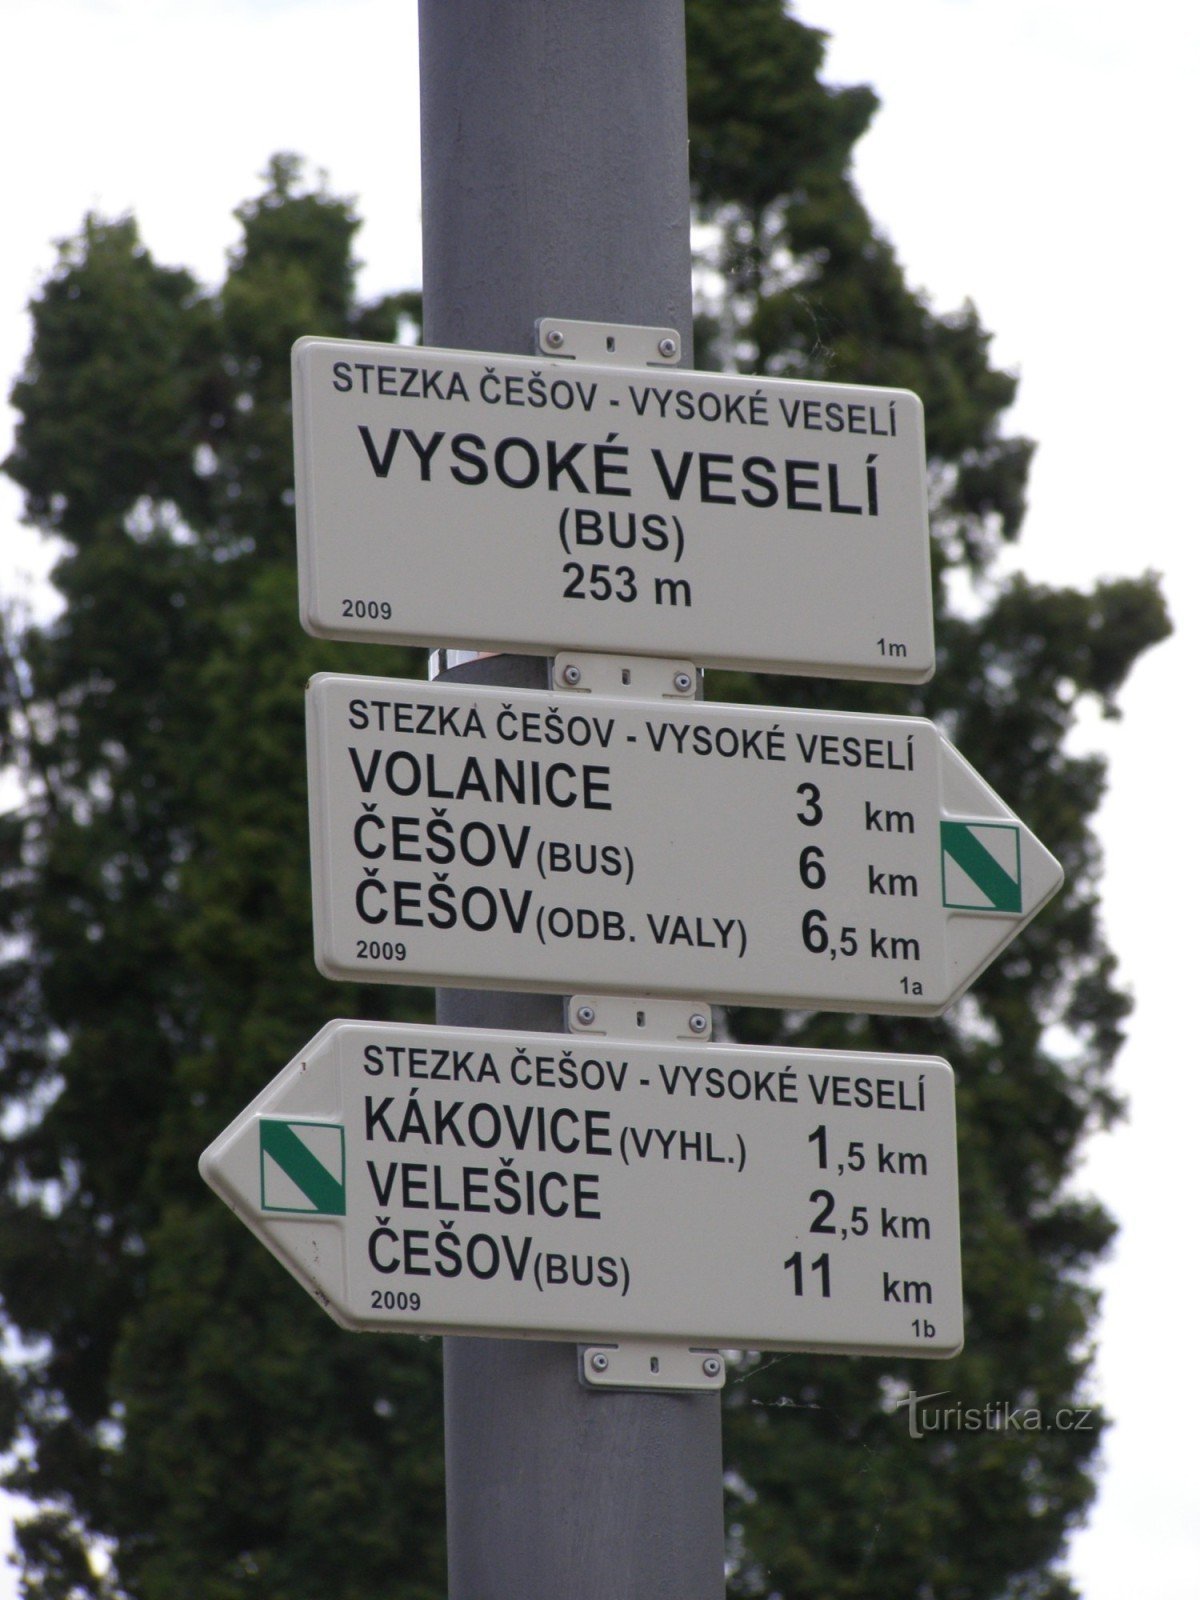 STEZKA ČEŠOV - VYSOKÉ VESELÍ
VYSOKÉ VESELÍ
(BUS)
253 m
2009 1m
STEZKA ČEŠOV - VYSOKÉ VESELÍ
VOLANICE 3 km
ČEŠOV (BUS) 6 km
ČEŠOV (ODB. VALY) 6,5 km
2009 1a
STEZKA ČEŠOV - VYSOKÉ VESELÍ
KÁKOVICE (VYHL.) 1,5 km
VELEŠICE 2,5 km
ČEŠOV (BUS) 11 km
2009 1b
Turistika.cz